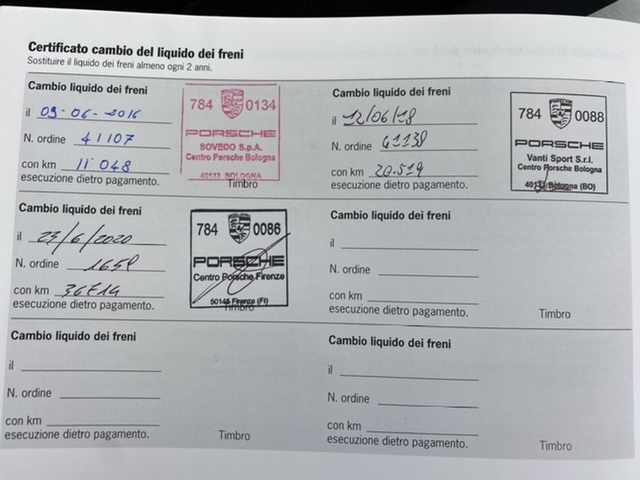 Certificato cambio del liquido dei freni
Sostituire il liquido dei freni almeno ogni 2 anni.
Cambio liquido dei freni
il 09-06-2016
N. ordine 41107
con km 11'048
esecuzione dietro pagamento.
784 0134
PORSCHE
SOVECO S.p.A.
Centro Porsche Bologna
40133 BOLOGNA
Timbro
Cambio liquido dei freni
il 12/06/18
N. ordine 41138
con km 20.519
esecuzione dietro pagamento.
784 0088
PORSCHE
Vanti Sport S.r.l.
Centro Porsche Bologna
Bologna (BO)
Cambio liquido dei freni
il 23/6/2020
N. ordine 1659
con km 36714
esecuzione dietro pagamento.
784 0086
PORSCHE
Centro Porsche Firenze
50145 Firenze (FI)
Timbro
Cambio liquido dei freni
il
N. ordine
con km
esecuzione dietro pagamento.
Timbro
Cambio liquido dei freni
il
N. ordine
con km
esecuzione dietro pagamento.
Timbro
Cambio liquido dei freni
il
N. ordine
con km
esecuzione dietro pagamento.
Timbro